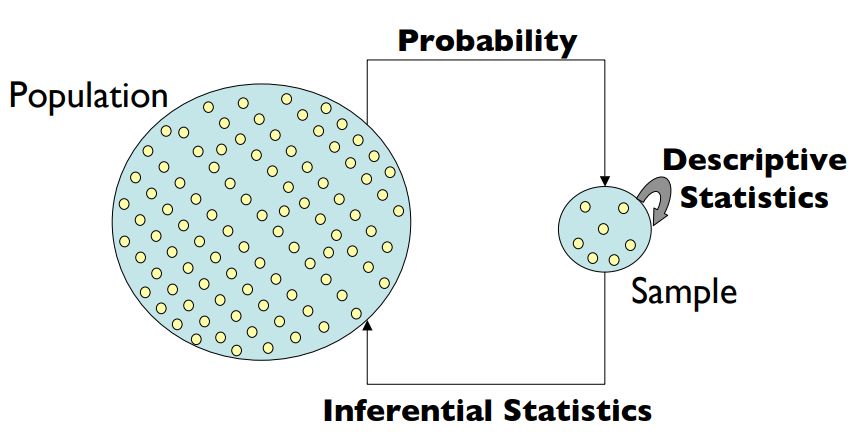 Probability
Population
Descriptive
Statistics
Sample
Inferential Statistics